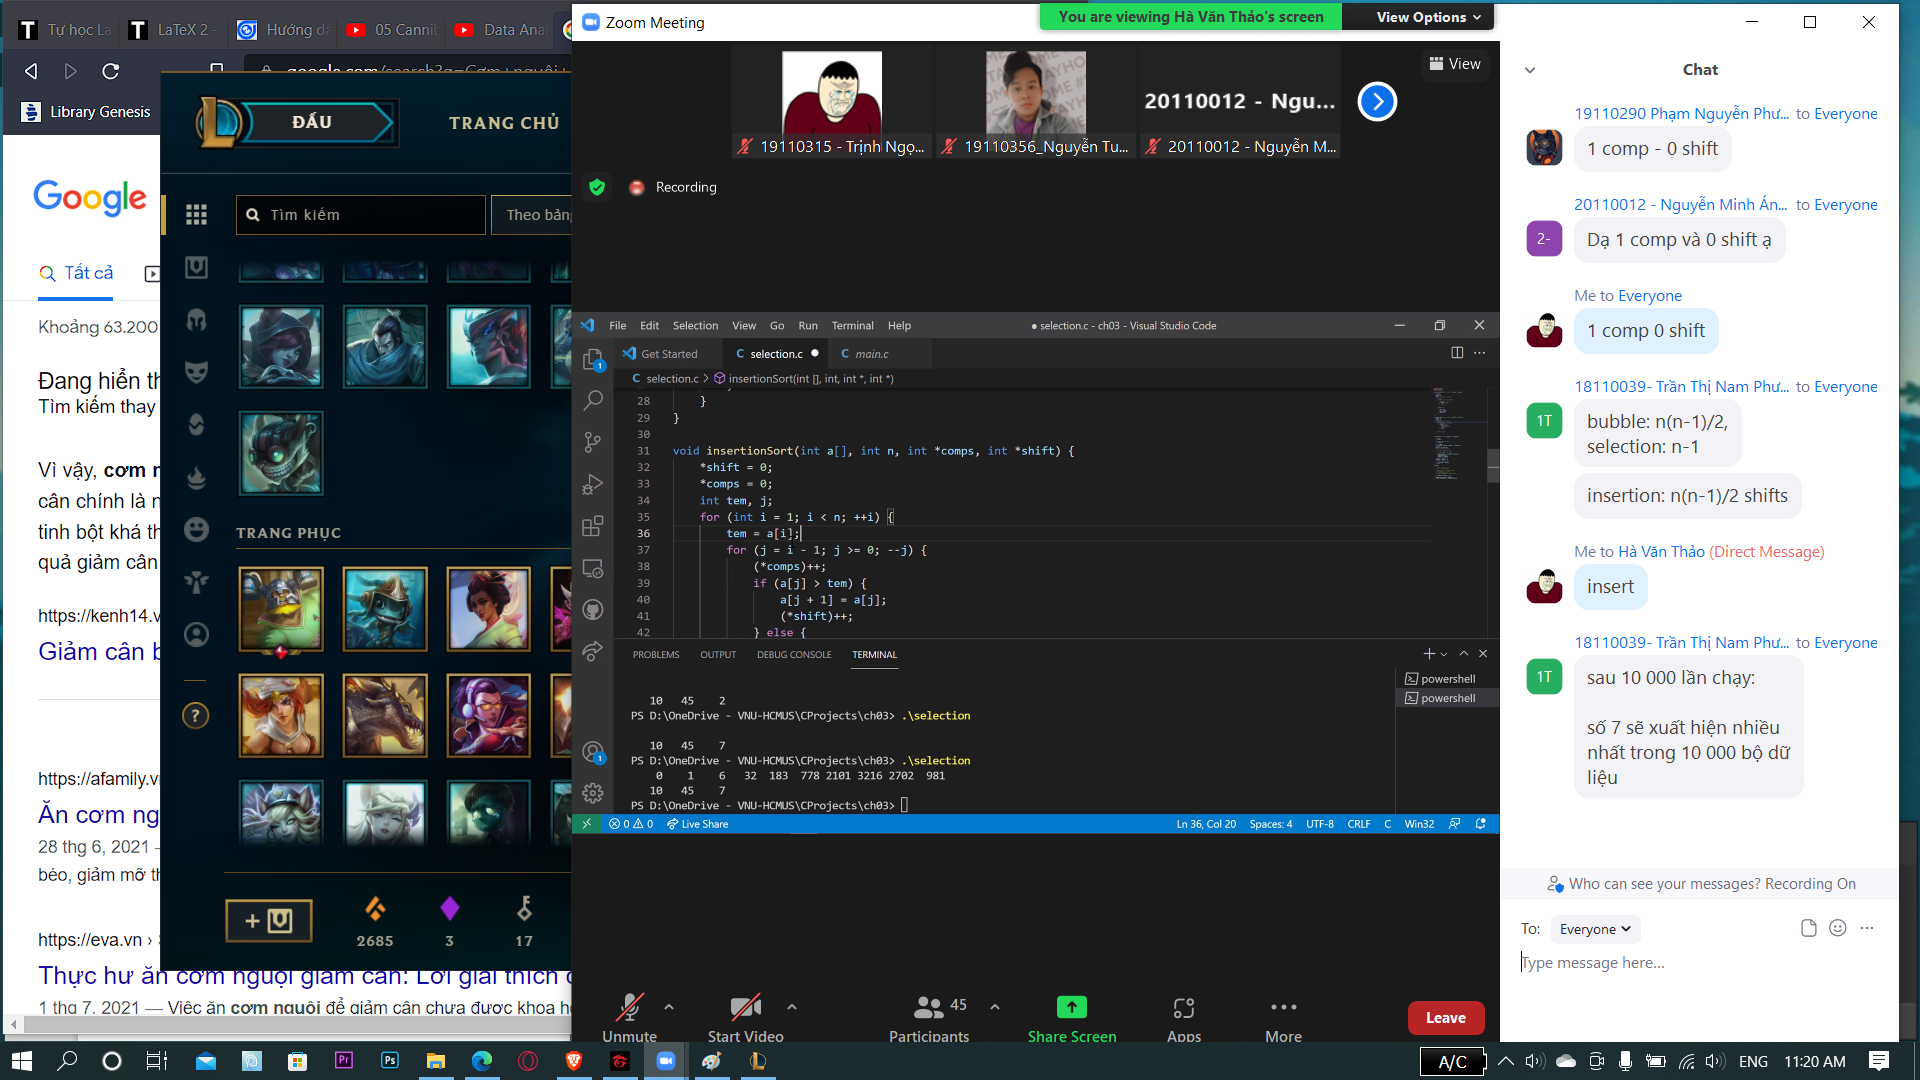 Tự học La
LaTeX 2 -
Hướng dẫ
05 Cannib
Data Anal
google.com/search?q=Cơm+nguội+
Library Genesis
Google
Tất cả
Khoảng 63.200
Đang hiển th
Tìm kiếm thay
Vì vậy, cơm n
cân chính là n
tinh bột khá th
quả giảm cân
https://kenh14.v
Giảm cân b
https://afamily.v
Ăn cơm ng
28 thg 6, 2021 -
béo, giảm mỡ th
https://eva.vn ›
Thực hư ăn cơm nguội giảm cân: Lời giải thích
1 thg 7, 2021 — Việc ăn cơm nguội để giảm cân chưa được khoa h
ĐẤU
TRANG CHỦ
Tìm kiếm
Theo bảng
TRANG PHỤC
?
+
2685
3
17
Zoom Meeting
You are viewing Hà Văn Thảo's screen
View Options
View
20110012 - Ngu...
19110315 - Trịnh Ngọ...
19110356_Nguyễn Tu...
20110012 - Nguyễn M...
Recording
File Edit Selection View Go Run Terminal Help
● selection.c - ch03 - Visual Studio Code
Get Started
C selection.c ●
C main.c
C selection.c > insertionSort(int [], int, int *, int *)
28 }
29 }
30
31 void insertionSort(int a[], int n, int *comps, int *shift) {
32 *shift = 0;
33 *comps = 0;
34 int tem, j;
35 for (int i = 1; i < n; ++i) {
36 tem = a[i];
37 for (j = i - 1; j >= 0; --j) {
38 (*comps)++;
39 if (a[j] > tem) {
40 a[j + 1] = a[j];
41 (*shift)++;
42 } else {
PROBLEMS OUTPUT DEBUG CONSOLE TERMINAL
powershell
powershell
10 45 2
PS D:\OneDrive - VNU-HCMUS\CProjects\ch03> .\selection
10 45 7
PS D:\OneDrive - VNU-HCMUS\CProjects\ch03> .\selection
0 1 6 32 183 778 2101 3216 2702 981
10 45 7
PS D:\OneDrive - VNU-HCMUS\CProjects\ch03>
0 0 Live Share
Ln 36, Col 20 Spaces: 4 UTF-8 CRLF C Win32
Unmute
Start Video
45
Participants
Share Screen
Apps
More
Leave
Chat
19110290 Phạm Nguyễn Phư... to Everyone
1 comp - 0 shift
20110012 - Nguyễn Minh Án... to Everyone
2-
Dạ 1 comp và 0 shift ạ
Me to Everyone
1 comp 0 shift
18110039- Trần Thị Nam Phư... to Everyone
1T
bubble: n(n-1)/2,
selection: n-1
insertion: n(n-1)/2 shifts
Me to Hà Văn Thảo (Direct Message)
insert
18110039- Trần Thị Nam Phư... to Everyone
1T
sau 10 000 lần chạy:
số 7 sẽ xuất hiện nhiều
nhất trong 10 000 bộ dữ
liệu
Who can see your messages? Recording On
To: Everyone
Type message here...
Pr
Ps
A/C
ENG
11:20 AM